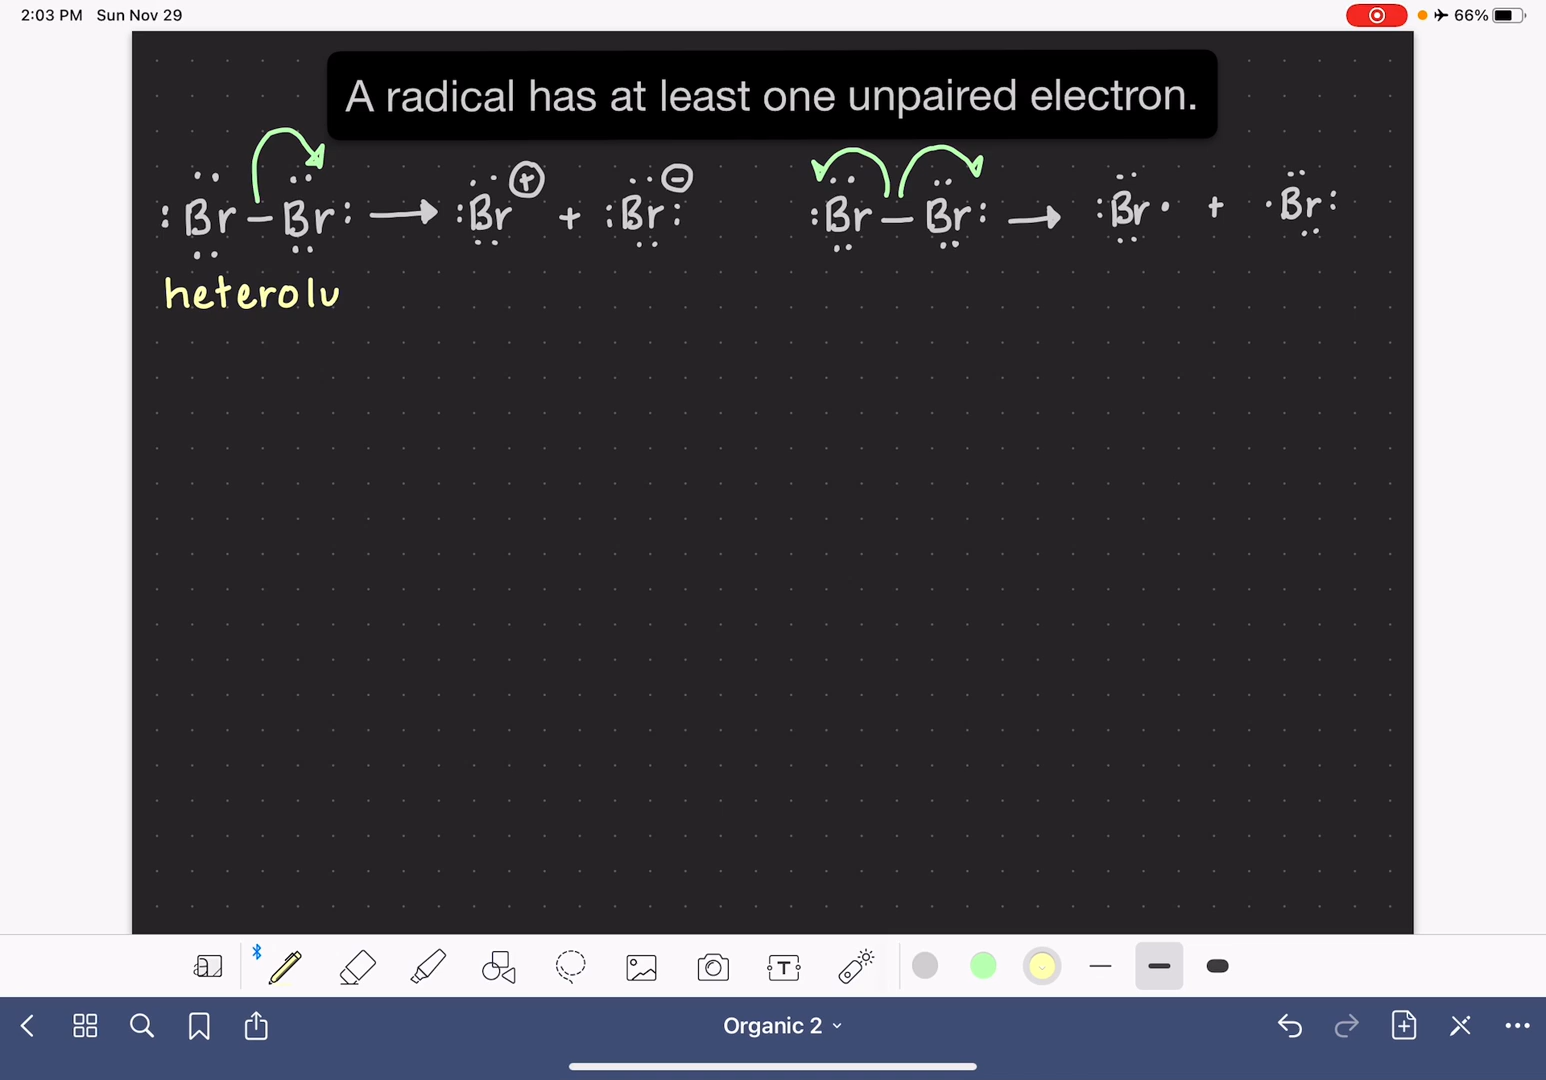 2:03 PM Sun Nov 29
66%
A radical has at least one unpaired electron.
:Br–Br: → :Br ⊕ + :Br: ⊖
:Br–Br: → :Br· + ·Br:
heterolu
T
Organic 2